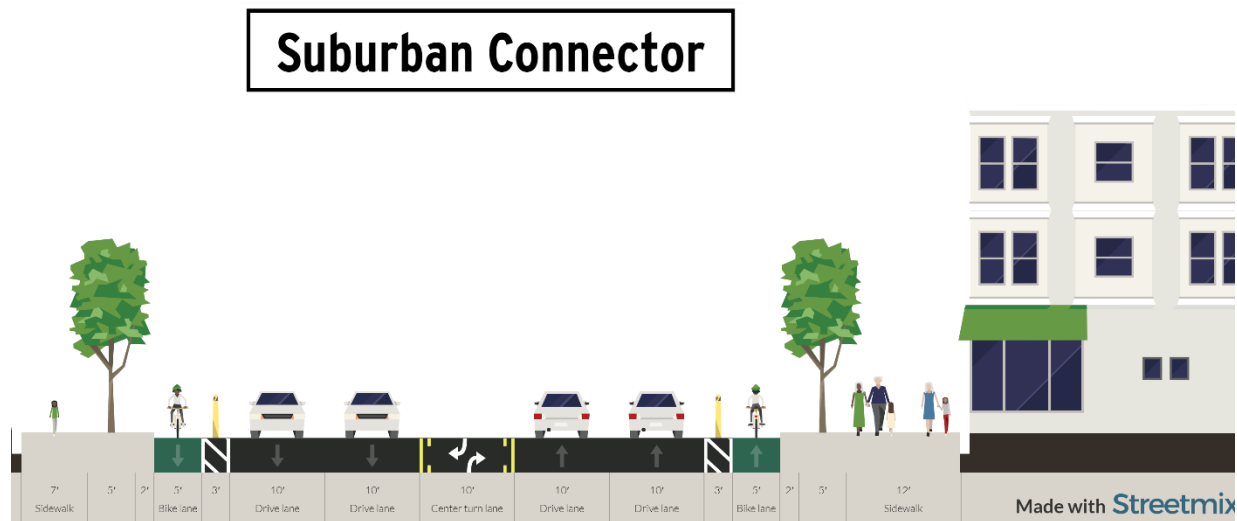 Suburban Connector
7' 5' 2' 5' 3' 10' 10' 10' 10' 10' 3' 5' 2' 5' 12'
Sidewalk Bike lane Drive lane Drive lane Center turn lane Drive lane Drive lane Bike lane Sidewalk
Made with Streetmix